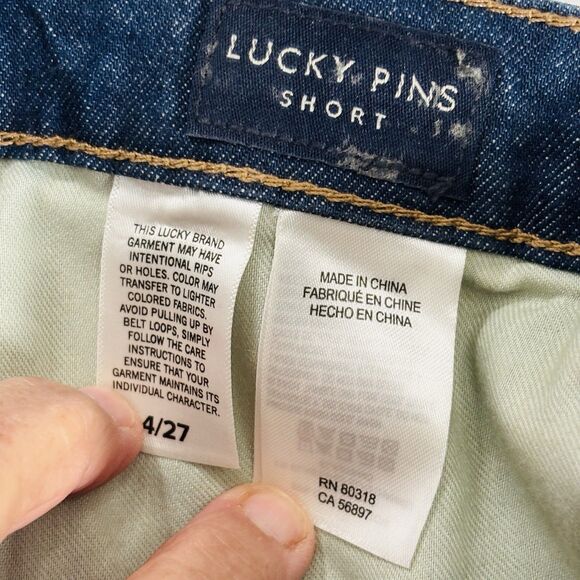 LUCKY PINS
SHORT
THIS LUCKY BRAND
GARMENT MAY HAVE
INTENTIONAL RIPS
OR HOLES. COLOR MAY
TRANSFER TO LIGHTER
COLORED FABRICS.
AVOID PULLING UP BY
BELT LOOPS, SIMPLY
FOLLOW THE CARE
INSTRUCTIONS TO
ENSURE THAT YOUR
GARMENT MAINTAINS ITS
INDIVIDUAL CHARACTER.
4/27
MADE IN CHINA
FABRIQUÉ EN CHINE
HECHO EN CHINA
RN 80318
CA 56897